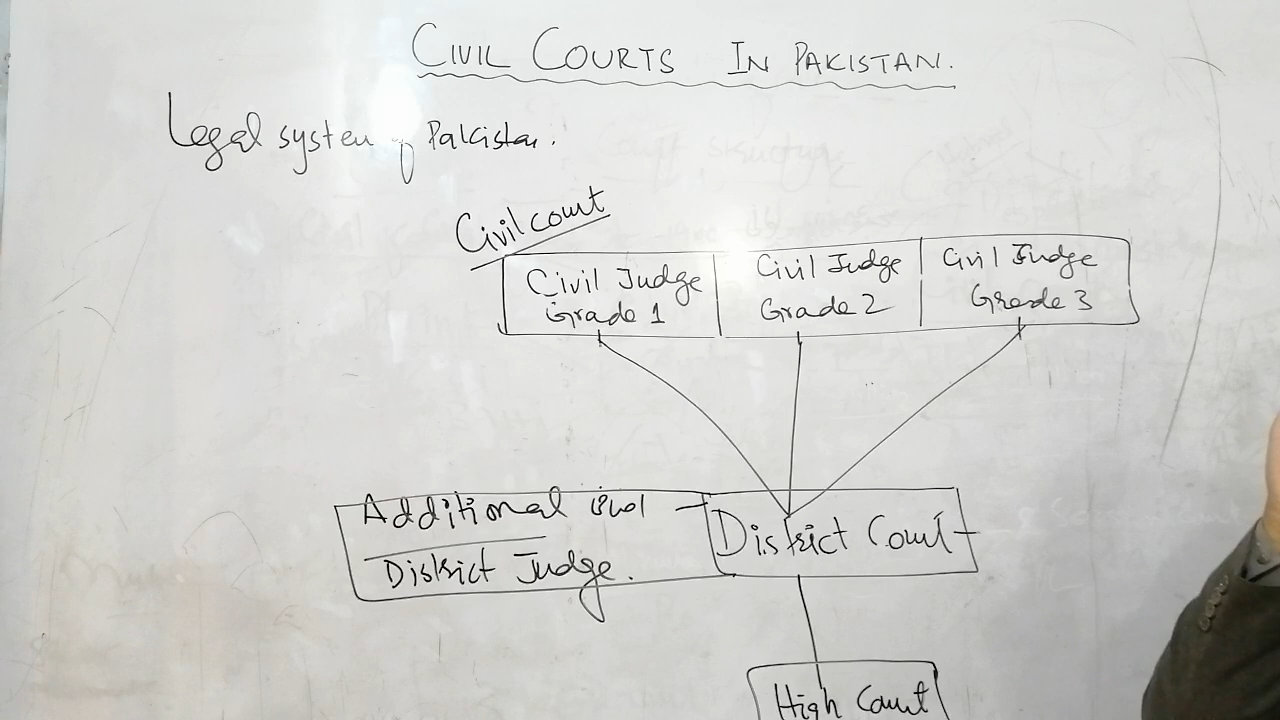 CIVIL COURTS IN PAKISTAN.
Legal system of Pakistan.
Civil court
Civil Judge
Grade 1
Civil Judge
Grade 2
Civil Judge
Grade 3
Additional
District Judge.
District Court
High Court